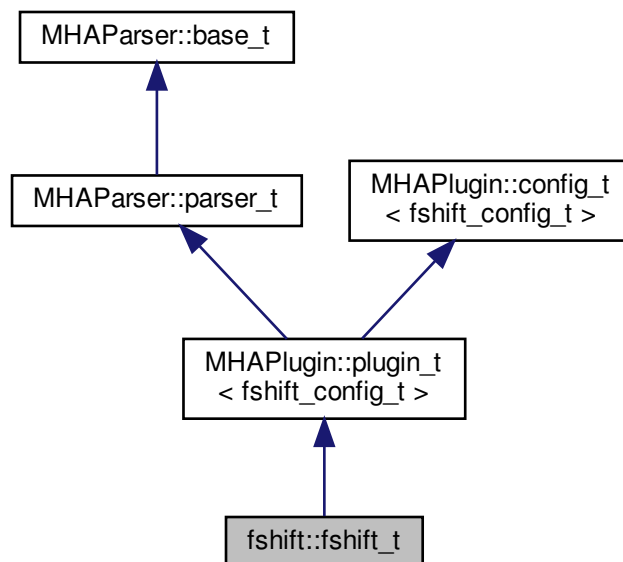 MHAParser::base_t
MHAParser::parser_t
MHAPlugin::config_t
< fshift_config_t >
MHAPlugin::plugin_t
< fshift_config_t >
fshift::fshift_t